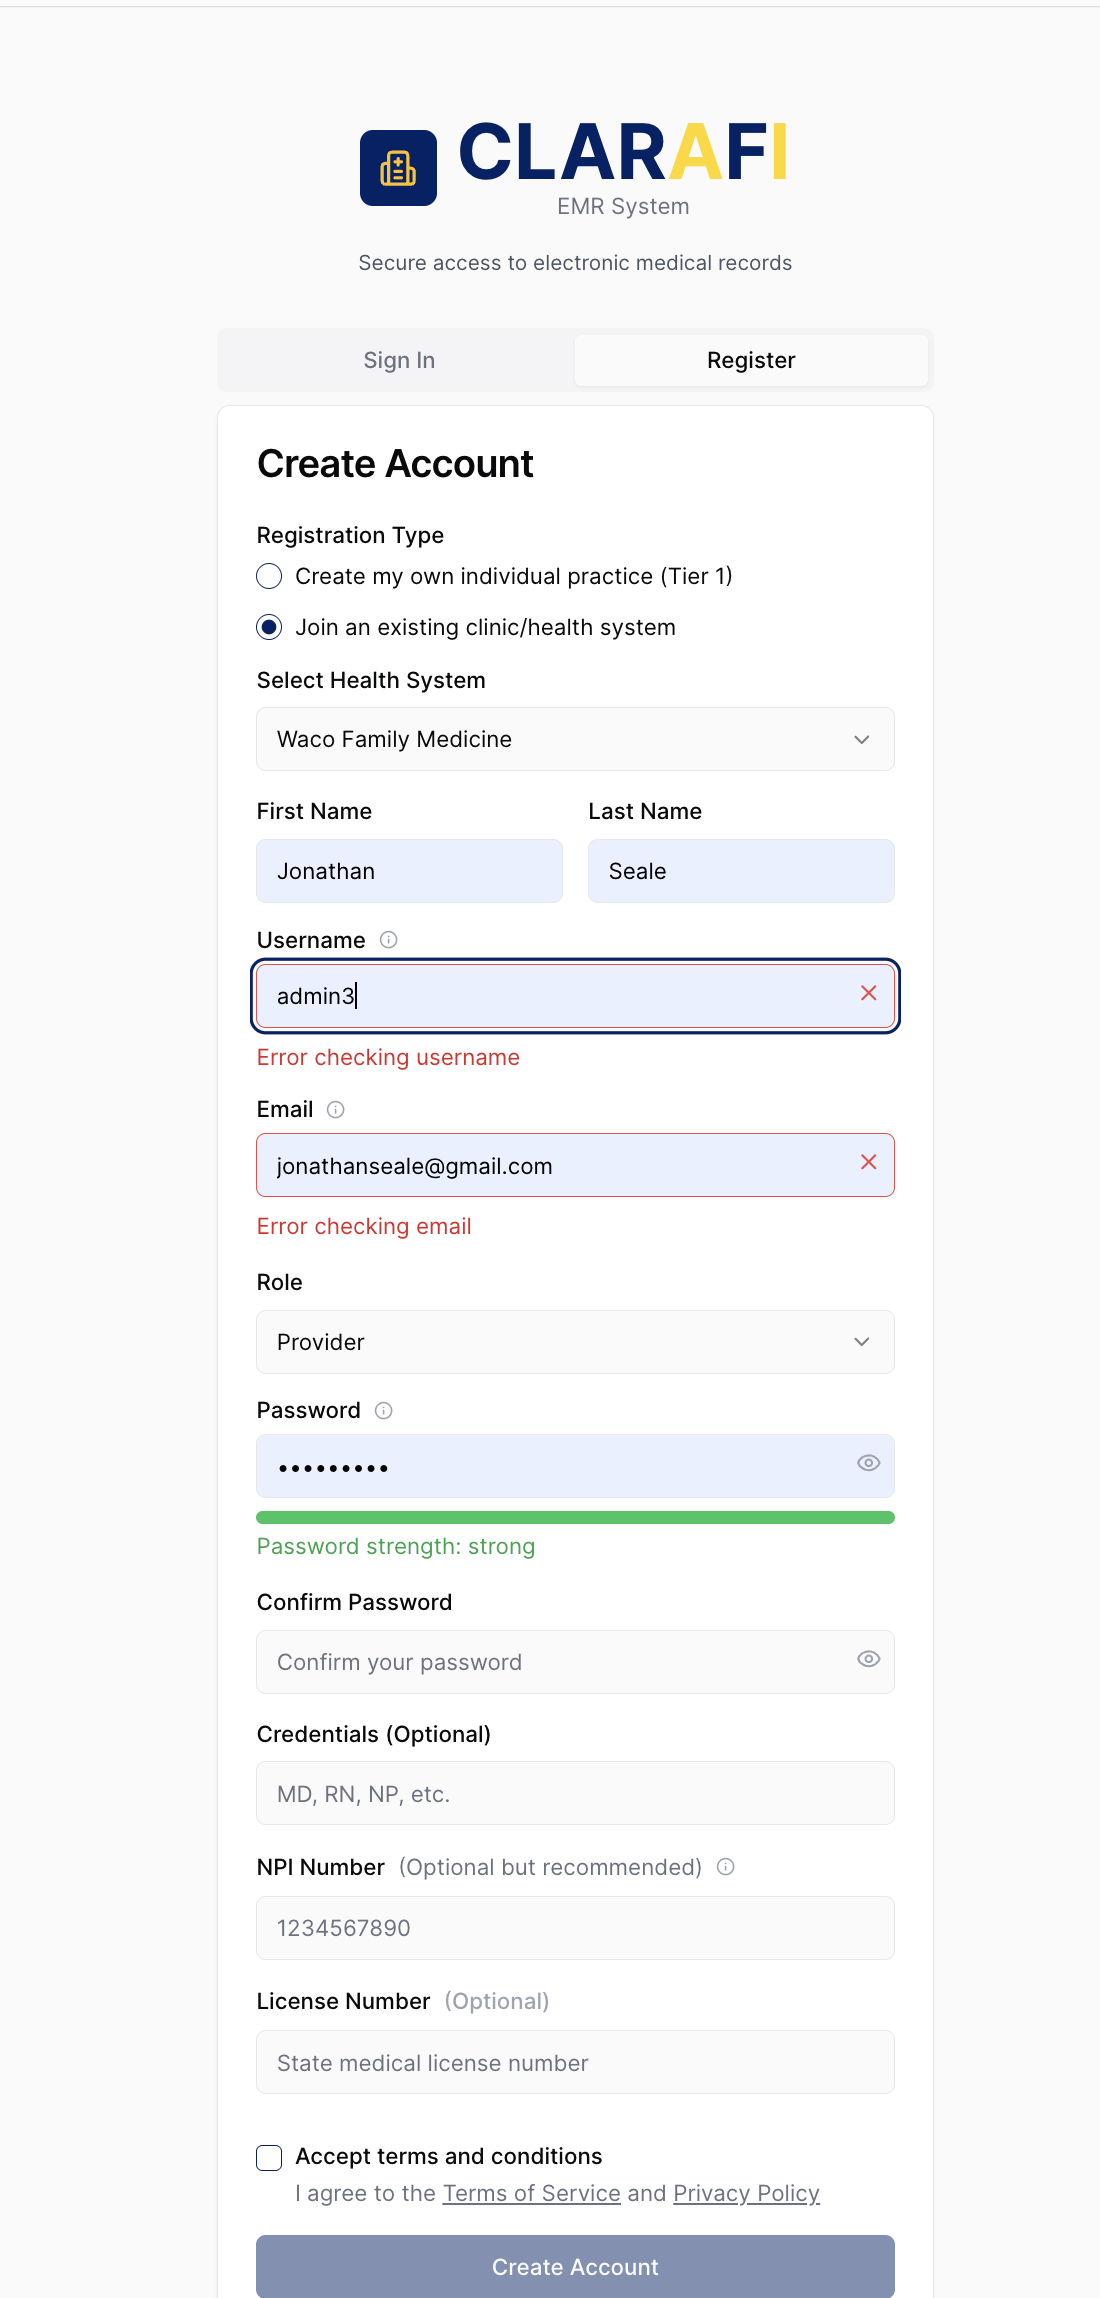 CLARAFI
EMR System
Secure access to electronic medical records
Sign In
Register
Create Account
Registration Type
Create my own individual practice (Tier 1)
Join an existing clinic/health system
Select Health System
Waco Family Medicine
First Name
Last Name
Jonathan
Seale
Username
admin3
Error checking username
Email
jonathanseale@gmail.com
Error checking email
Role
Provider
Password
•••••••••
Password strength: strong
Confirm Password
Confirm your password
Credentials (Optional)
MD, RN, NP, etc.
NPI Number (Optional but recommended)
1234567890
License Number (Optional)
State medical license number
Accept terms and conditions
I agree to the Terms of Service and Privacy Policy
Create Account